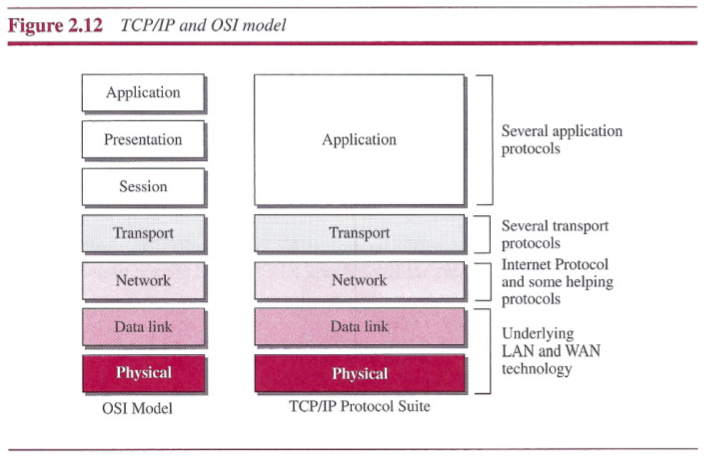 Figure 2.12 TCP/IP and OSI model
Application
Presentation
Session
Transport
Network
Data link
Physical
OSI Model
Application
Transport
Network
Data link
Physical
TCP/IP Protocol Suite
Several application
protocols
Several transport
protocols
Internet Protocol
and some helping
protocols
Underlying
LAN and WAN
technology